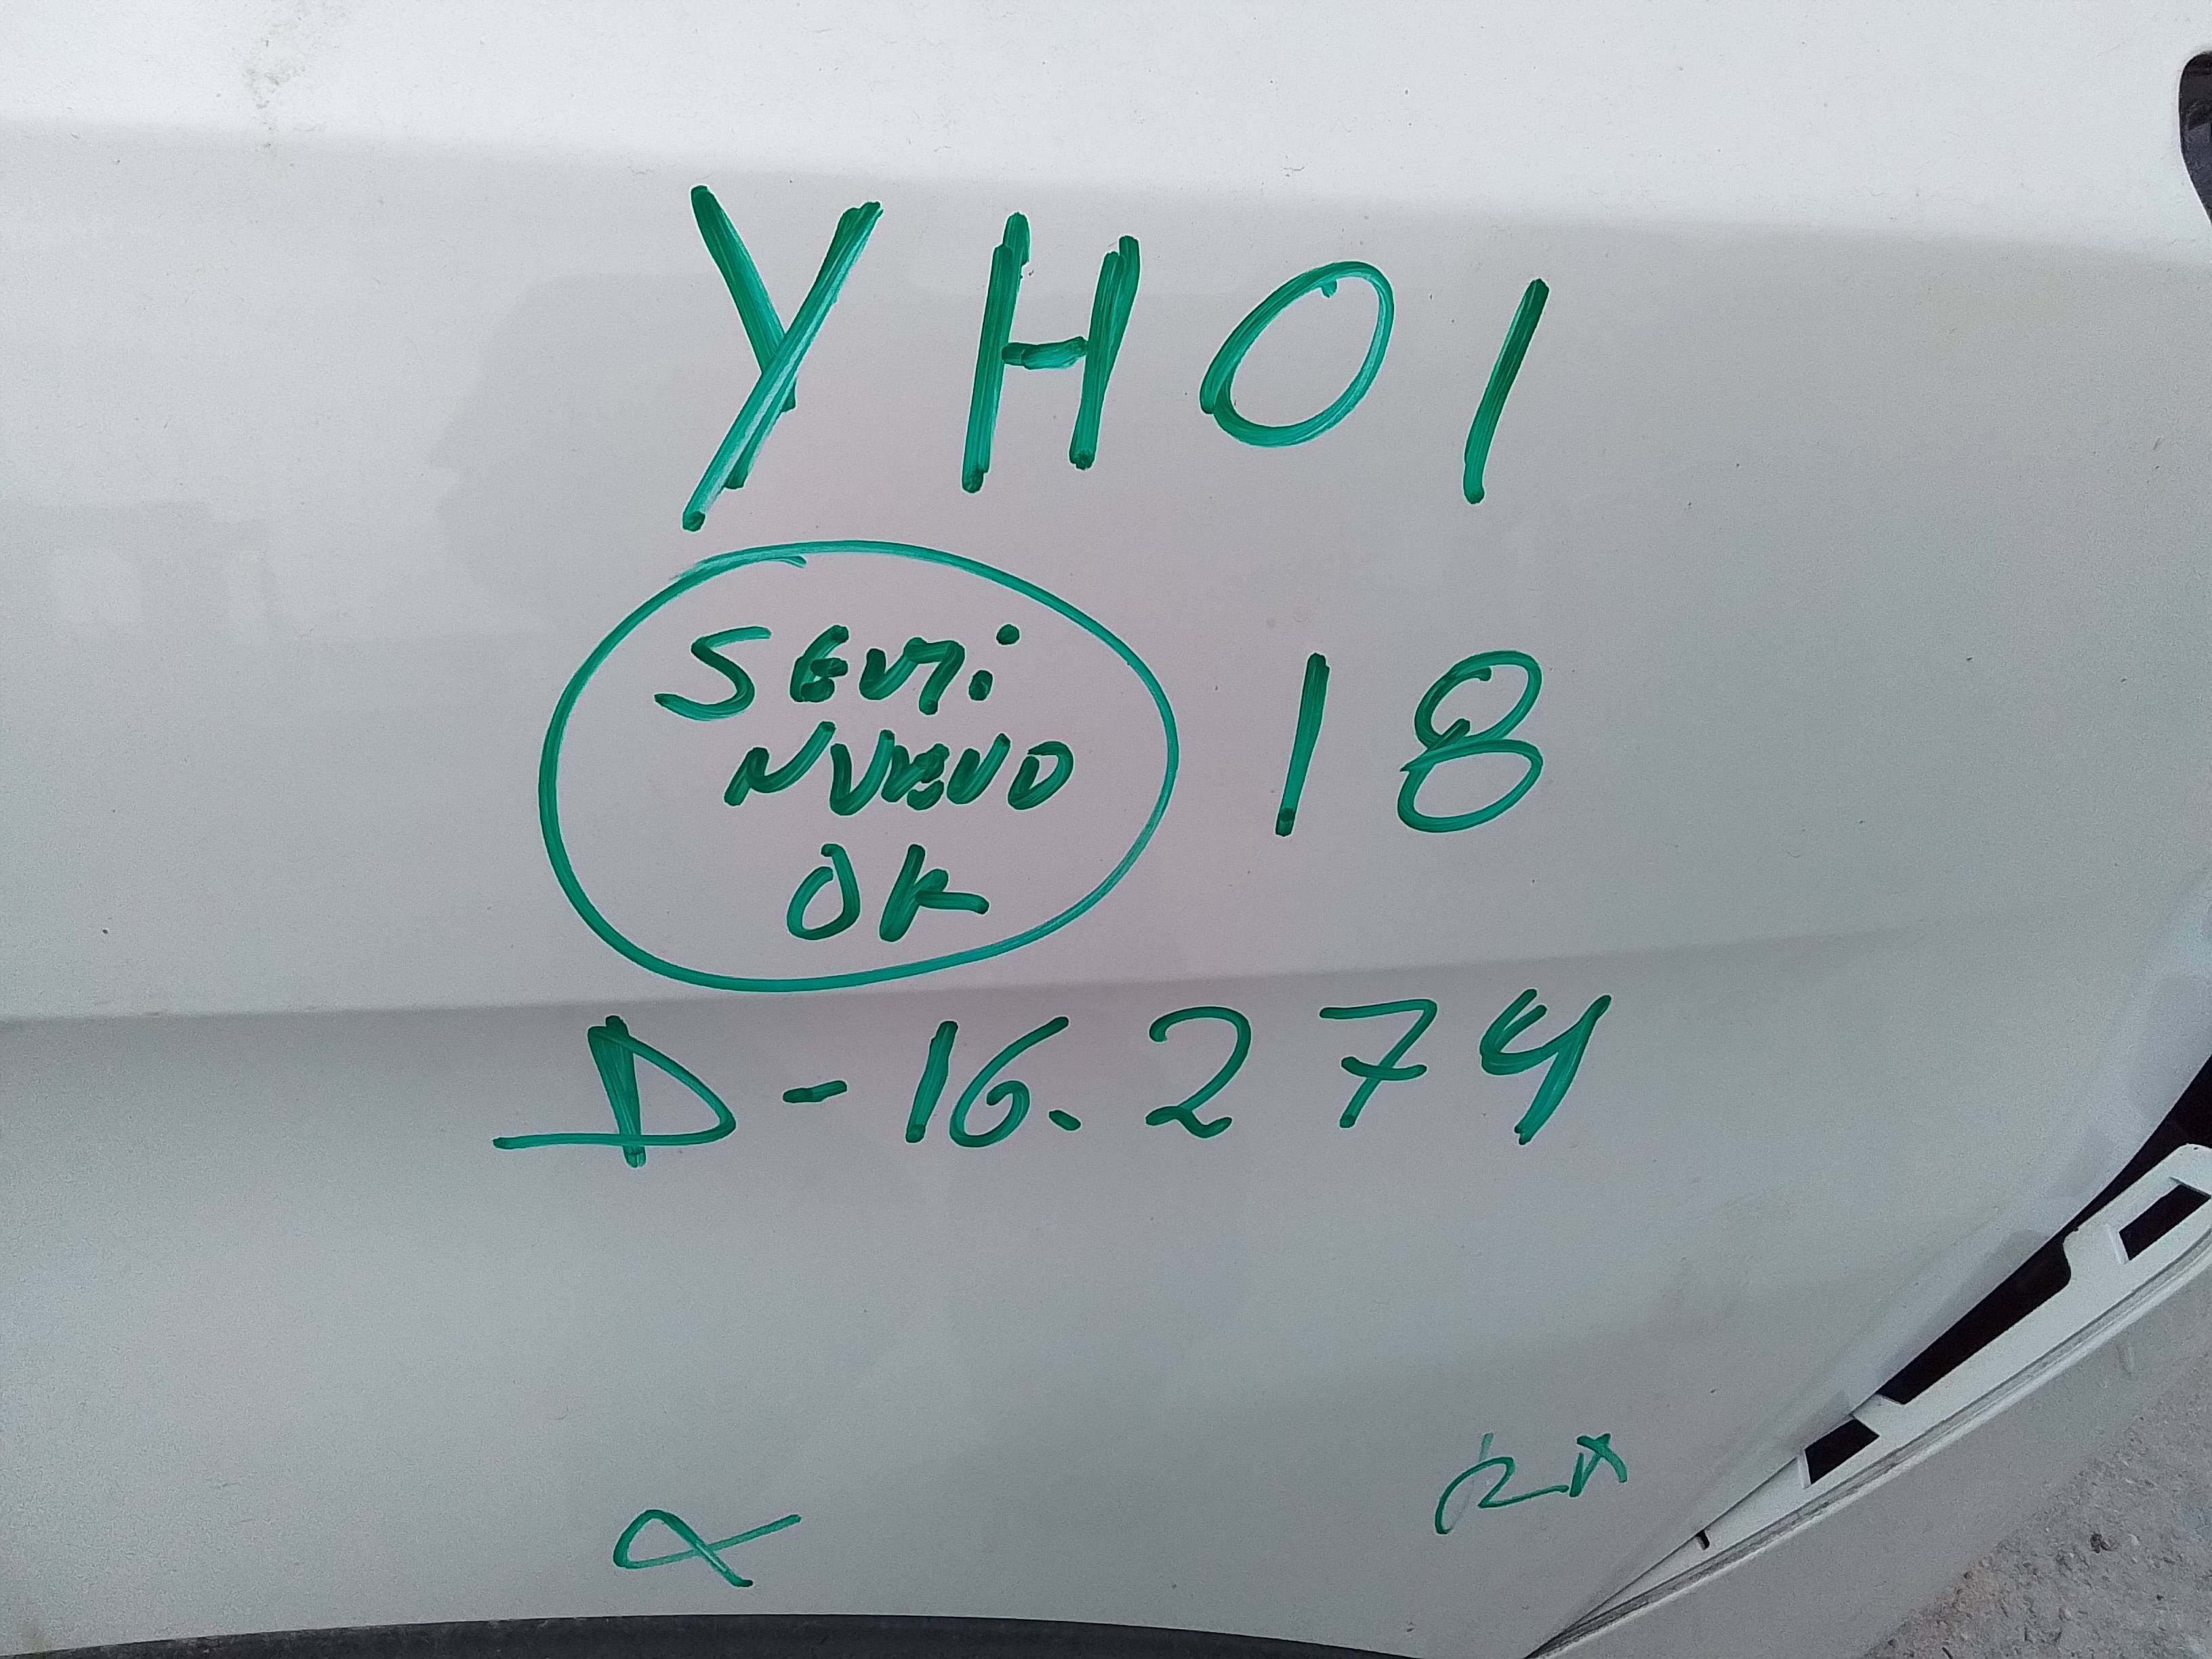 YH01
SEMi
NUEVO
OK
18
D-16.274